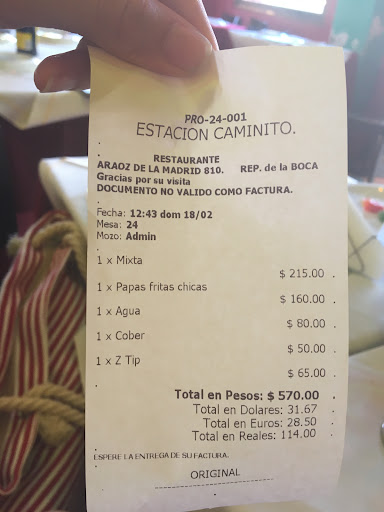 PRO-24-001
ESTACION CAMINITO.
RESTAURANTE
ARAOZ DE LA MADRID 810. REP. de la BOCA
Gracias por su visita
DOCUMENTO NO VALIDO COMO FACTURA.
Fecha: 12:43 dom 18/02
Mesa: 24
Mozo: Admin
1 x Mixta
$ 215.00 .
1 x Papas fritas chicas
$ 160.00 .
1 x Agua
$ 80.00 .
1 x Cober
$ 50.00 .
1 x Z Tip
$ 65.00 .
Total en Pesos: $ 570.00 .
Total en Dolares: 31.67 .
Total en Euros: 28.50 .
Total en Reales: 114.00 .
ESPERE LA ENTREGA DE SU FACTURA.
ORIGINAL